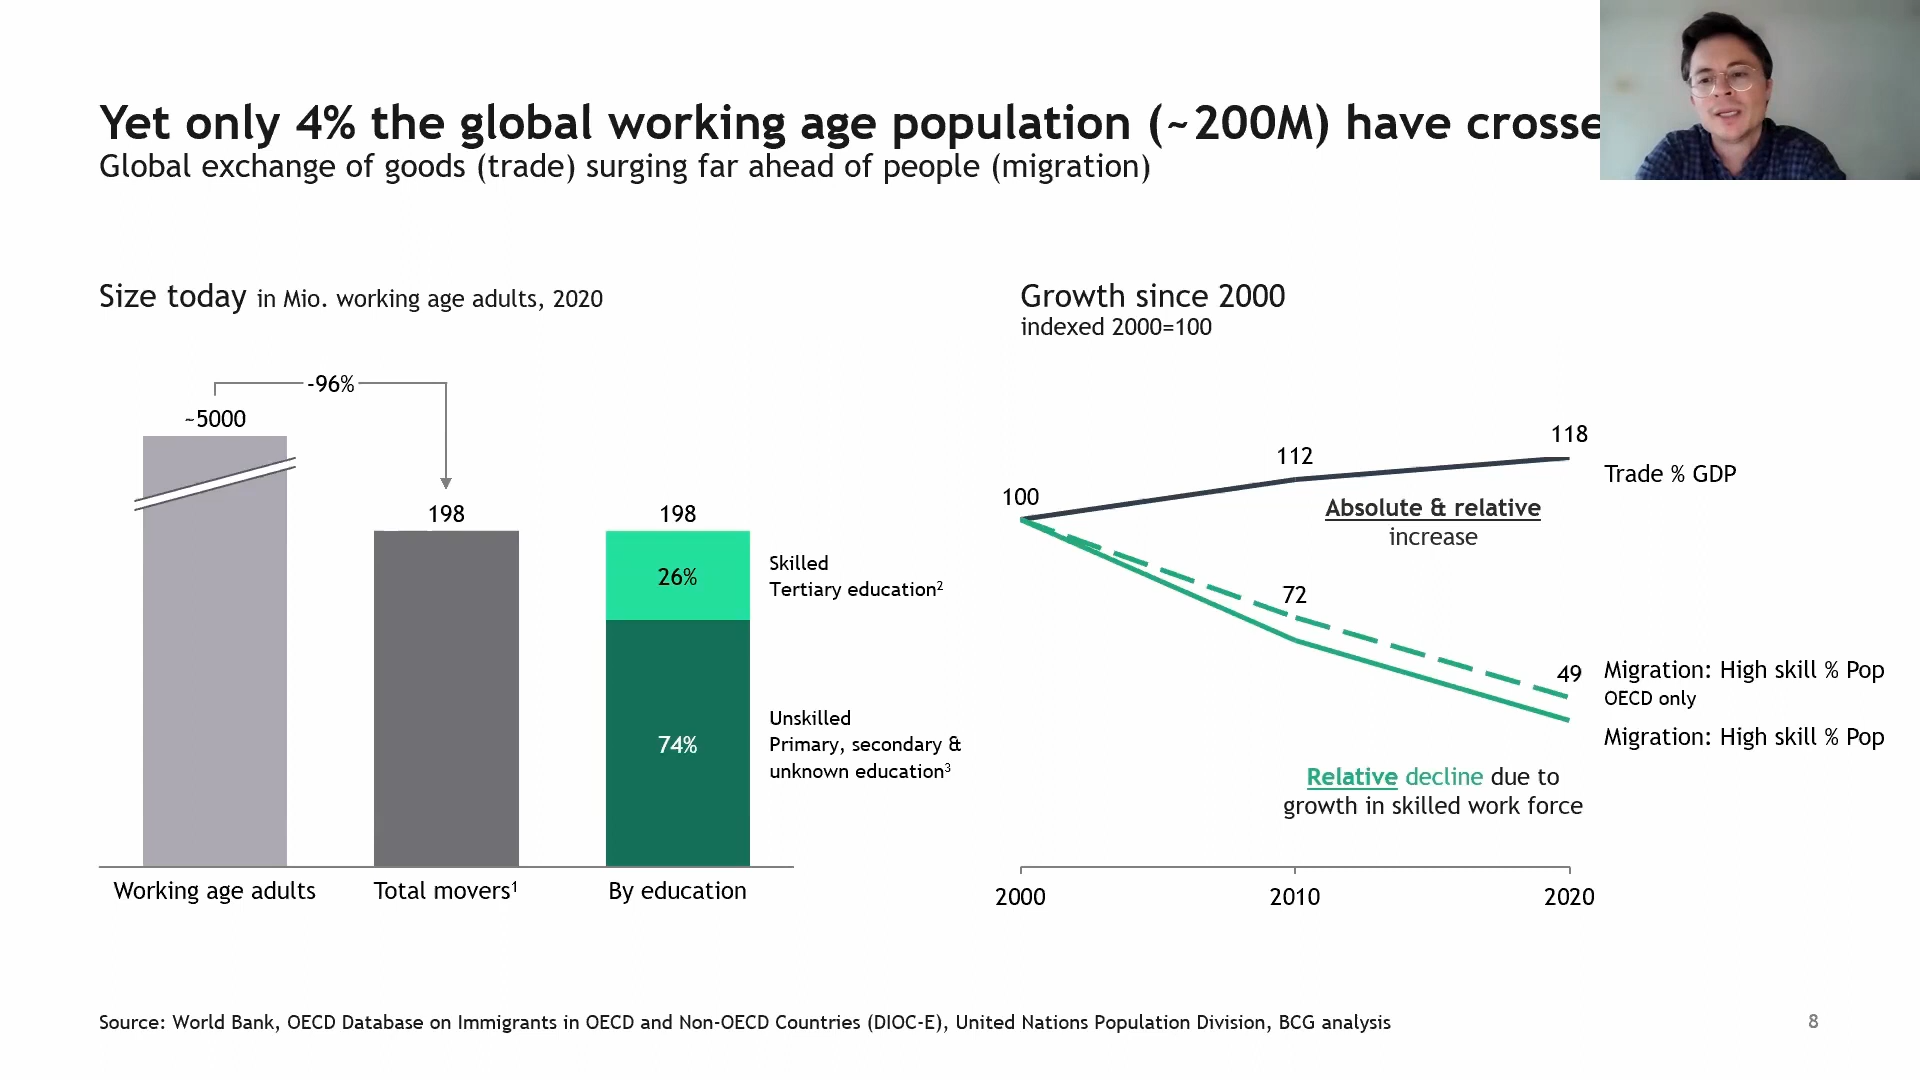 Yet only 4% the global working age population (~200M) have crosse
Global exchange of goods (trade) surging far ahead of people (migration)
Size today in Mio. working age adults, 2020
-96%
~5000
198
198
26%
74%
Skilled
Tertiary education²
Unskilled
Primary, secondary &
unknown education³
Working age adults
Total movers¹
By education
Growth since 2000
indexed 2000=100
100
112
118
Trade % GDP
Absolute & relative
increase
72
49
Migration: High skill % Pop
OECD only
Migration: High skill % Pop
Relative decline due to
growth in skilled work force
2000
2010
2020
Source: World Bank, OECD Database on Immigrants in OECD and Non-OECD Countries (DIOC-E), United Nations Population Division, BCG analysis
8